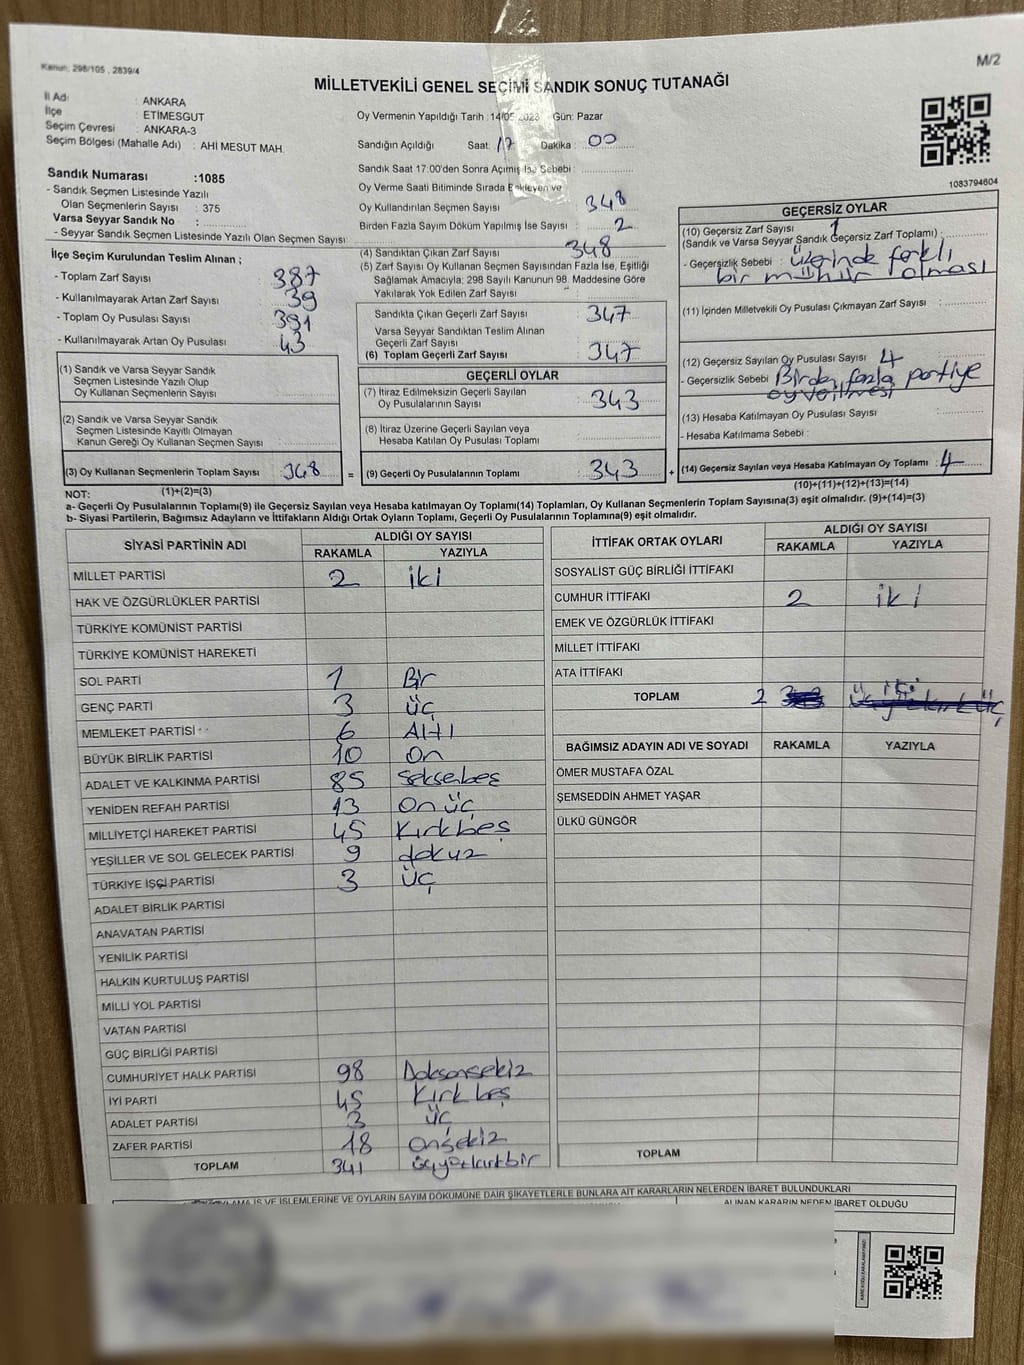 Kanun: 298/105 , 2839/4
M/2
MİLLETVEKİLİ GENEL SEÇİMİ SANDIK SONUÇ TUTANAĞI
İl Adı : ANKARA
İlçe : ETİMESGUT
Seçim Çevresi : ANKARA-3
Seçim Bölgesi (Mahalle Adı) : AHİ MESUT MAH.
Sandık Numarası :1085
- Sandık Seçmen Listesinde Yazılı
Olan Seçmenlerin Sayısı : 375
Varsa Seyyar Sandık No :
- Seyyar Sandık Seçmen Listesinde Yazılı Olan Seçmen Sayısı
Oy Vermenin Yapıldığı Tarih : 14/05/2023 Gün: Pazar
Sandığın Açıldığı Saat: 17 Dakika : 00
Sandık Saat 17:00'den Sonra Açılmış İse Sebebi :
Oy Verme Saati Bitiminde Sırada Bekleyen ve
Oy Kullandırılan Seçmen Sayısı 348
Birden Fazla Sayım Döküm Yapılmış İse Sayısı : 2
1083794604
İlçe Seçim Kurulundan Teslim Alınan ;
- Toplam Zarf Sayısı : 387
- Kullanılmayarak Artan Zarf Sayısı : 39
- Toplam Oy Pusulası Sayısı : 391
- Kullanılmayarak Artan Oy Pusulası : 43
(4) Sandıktan Çıkan Zarf Sayısı 348
(5) Zarf Sayısı Oy Kullanan Seçmen Sayısından Fazla İse, Eşitliği
Sağlamak Amacıyla; 298 Sayılı Kanunun 98. Maddesine Göre
Yakılarak Yok Edilen Zarf Sayısı
Sandıkta Çıkan Geçerli Zarf Sayısı 347
Varsa Seyyar Sandıktan Teslim Alınan
Geçerli Zarf Sayısı
(6) Toplam Geçerli Zarf Sayısı 347
GEÇERSİZ OYLAR
(10) Geçersiz Zarf Sayısı 1
(Sandık ve Varsa Seyyar Sandık Geçersiz Zarf Toplamı) :
- Geçersizlik Sebebi : üzerinde farklı
bir mühür olması
(11) İçinden Milletvekili Oy Pusulası Çıkmayan Zarf Sayısı :
(12) Geçersiz Sayılan Oy Pusulası Sayısı 4
- Geçersizlik Sebebi Birden fazla partiye
oy verilmesi
(13) Hesaba Katılmayan Oy Pusulası Sayısı :
- Hesaba Katılmama Sebebi :
(14) Geçersiz Sayılan veya Hesaba Katılmayan Oy Toplamı : 4
(10)+(11)+(12)+(13)=(14)
(1) Sandık ve Varsa Seyyar Sandık
Seçmen Listesinde Yazılı Olup
Oy Kullanan Seçmenlerin Sayısı :
(2) Sandık ve Varsa Seyyar Sandık
Seçmen Listesinde Kayıtlı Olmayan
Kanun Gereği Oy Kullanan Seçmen Sayısı :
(3) Oy Kullanan Seçmenlerin Toplam Sayısı : 348 =
(1)+(2)=(3)
GEÇERLİ OYLAR
(7) İtiraz Edilmeksizin Geçerli Sayılan
Oy Pusulalarının Sayısı 343
(8) İtiraz Üzerine Geçerli Sayılan veya
Hesaba Katılan Oy Pusulası Toplamı :
(9) Geçerli Oy Pusulalarının Toplamı : 343 +
NOT:
a- Geçerli Oy Pusulalarının Toplamı(9) ile Geçersiz Sayılan veya Hesaba katılmayan Oy Toplamı(14) Toplamları, Oy Kullanan Seçmenlerin Toplam Sayısına(3) eşit olmalıdır. (9)+(14)=(3)
b- Siyasi Partilerin, Bağımsız Adayların ve İttifakların Aldığı Ortak Oyların Toplamı, Geçerli Oy Pusulalarının Toplamına(9) eşit olmalıdır.
SİYASİ PARTİNİN ADI ALDIĞI OY SAYISI
RAKAMLA YAZIYLA
MİLLET PARTİSİ 2 iki
HAK VE ÖZGÜRLÜKLER PARTİSİ
TÜRKİYE KOMÜNİST PARTİSİ
TÜRKİYE KOMÜNİST HAREKETİ
SOL PARTİ 1 Bir
GENÇ PARTİ 3 üç
MEMLEKET PARTİSİ 6 Altı
BÜYÜK BİRLİK PARTİSİ 10 On
ADALET VE KALKINMA PARTİSİ 85 Seksenbeş
YENİDEN REFAH PARTİSİ 13 On üç
MİLLİYETÇİ HAREKET PARTİSİ 45 Kırkbeş
YEŞİLLER VE SOL GELECEK PARTİSİ 9 dokuz
TÜRKİYE İŞÇİ PARTİSİ 3 üç
ADALET BİRLİK PARTİSİ
ANAVATAN PARTİSİ
YENİLİK PARTİSİ
HALKIN KURTULUŞ PARTİSİ
MİLLİ YOL PARTİSİ
VATAN PARTİSİ
GÜÇ BİRLİĞİ PARTİSİ
CUMHURİYET HALK PARTİSİ 98 Doksansekiz
İYİ PARTİ 45 Kırkbeş
ADALET PARTİSİ 3 üç
ZAFER PARTİSİ 18 Onsekiz
TOPLAM 341 üçyüzkırkbir
İTTİFAK ORTAK OYLARI ALDIĞI OY SAYISI
RAKAMLA YAZIYLA
SOSYALİST GÜÇ BİRLİĞİ İTTİFAKI
CUMHUR İTTİFAKI 2 iki
EMEK VE ÖZGÜRLÜK İTTİFAKI
MİLLET İTTİFAKI
ATA İTTİFAKI
TOPLAM 2 iki
BAĞIMSIZ ADAYIN ADI VE SOYADI RAKAMLA YAZIYLA
ÖMER MUSTAFA ÖZAL
ŞEMSEDDİN AHMET YAŞAR
ÜLKÜ GÜNGÖR
TOPLAM
İŞ VE İŞLEMLERİNE VE OYLARIN SAYIM DÖKÜMÜNE DAİR ŞİKAYETLERLE BUNLARA AİT KARARLARIN NELERDEN İBARET BULUNDUKLARI
ALINAN KARARIN NEDEN İBARET OLDUĞU